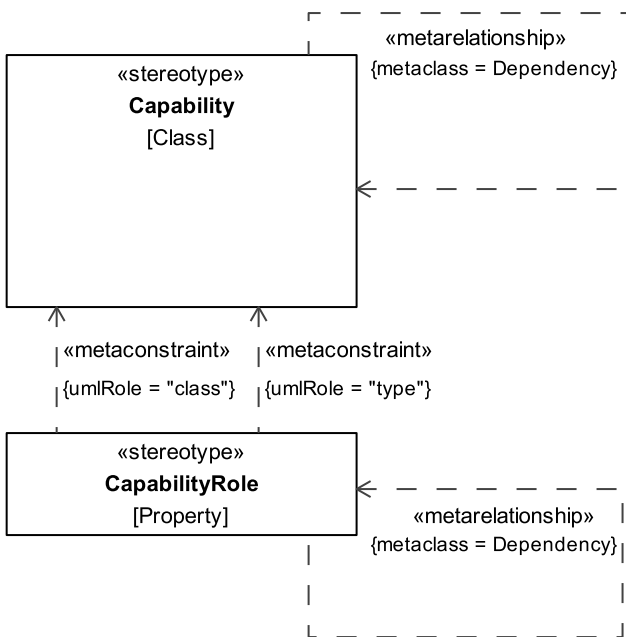 «metarelationship»
{metaclass = Dependency}
«stereotype»
Capability
[Class]
«metaconstraint»
{umlRole = "class"}
«metaconstraint»
{umlRole = "type"}
«stereotype»
CapabilityRole
[Property]
«metarelationship»
{metaclass = Dependency}